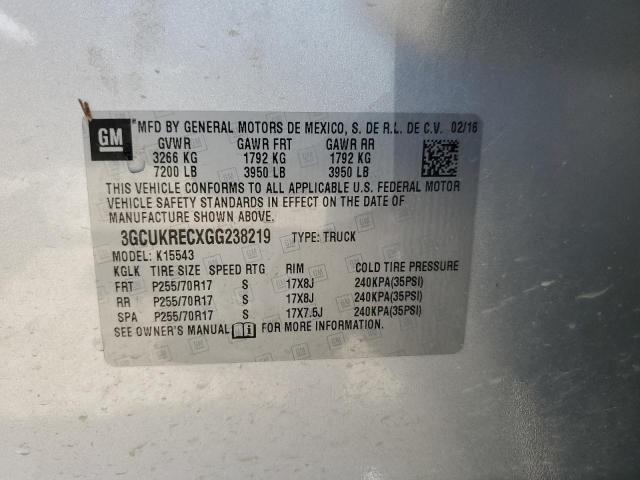 GM
*MFD BY GENERAL MOTORS DE MEXICO, S. DE R.L. DE C.V. 02/16
GVWR GAWR FRT GAWR RR
3266 KG 1792 KG 1792 KG
7200 LB 3950 LB 3950 LB
THIS VEHICLE CONFORMS TO ALL APPLICABLE U.S. FEDERAL MOTOR
VEHICLE SAFETY STANDARDS IN EFFECT ON THE DATE OF
MANUFACTURE SHOWN ABOVE.
3GCUKRECXGG238219 TYPE: TRUCK
MODEL: K15543
KGLK TIRE SIZE SPEED RTG RIM COLD TIRE PRESSURE
FRT P255/70R17 S 17X8J 240KPA(35PSI)
RR P255/70R17 S 17X8J 240KPA(35PSI)
SPA P255/70R17 S 17X7.5J 240KPA(35PSI)
SEE OWNER'S MANUAL FOR MORE INFORMATION.